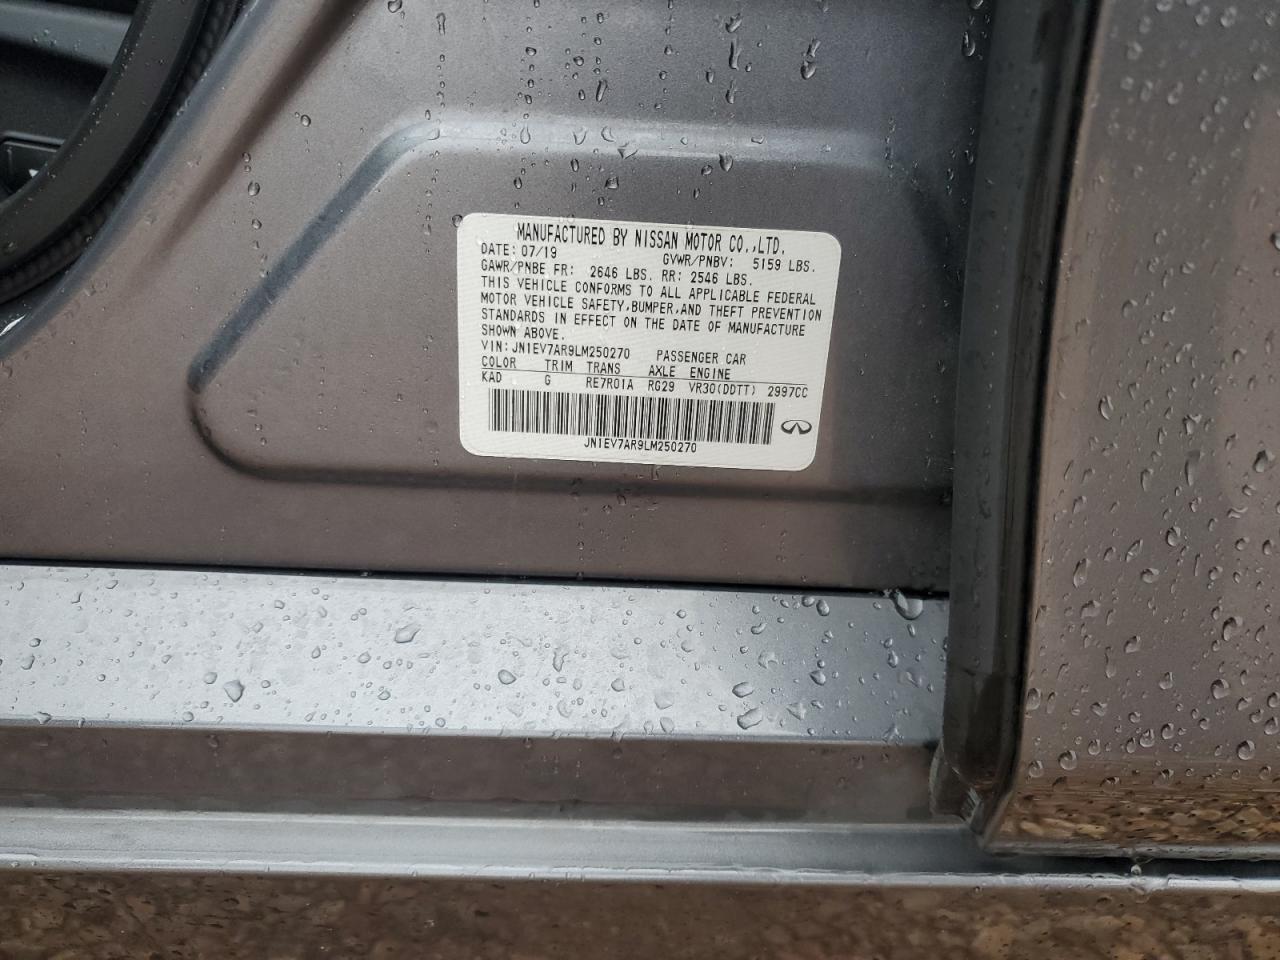 MANUFACTURED BY NISSAN MOTOR CO.,LTD.
DATE: 07/19 GVWR/PNBV: 5159 LBS.
GAWR/PNBE FR: 2646 LBS. RR: 2546 LBS.
THIS VEHICLE CONFORMS TO ALL APPLICABLE FEDERAL
MOTOR VEHICLE SAFETY,BUMPER,AND THEFT PREVENTION
STANDARDS IN EFFECT ON THE DATE OF MANUFACTURE
SHOWN ABOVE.
VIN: JN1EV7AR9LM250270 PASSENGER CAR
COLOR TRIM TRANS AXLE ENGINE
KAD G RE7R01A RG29 VR30(DDTT) 2997CC
JN1EV7AR9LM250270